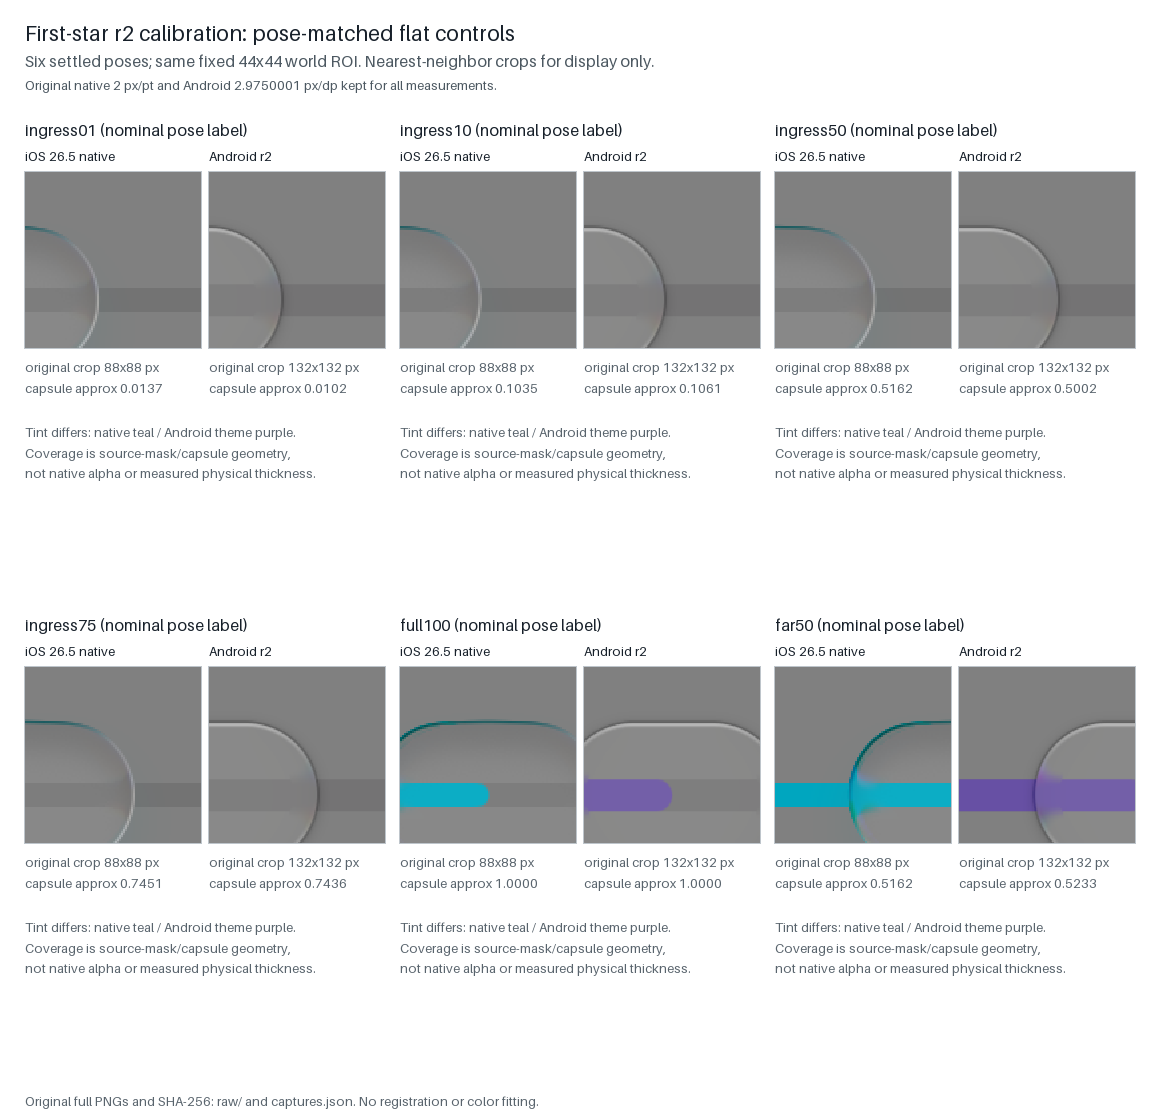 First-star r2 calibration: pose-matched flat controls
Six settled poses; same fixed 44x44 world ROI. Nearest-neighbor crops for display only.
Original native 2 px/pt and Android 2.9750001 px/dp kept for all measurements.
ingress01 (nominal pose label)
iOS 26.5 native
Android r2
original crop 88x88 px
capsule approx 0.0137
original crop 132x132 px
capsule approx 0.0102
Tint differs: native teal / Android theme purple.
Coverage is source-mask/capsule geometry,
not native alpha or measured physical thickness.
ingress10 (nominal pose label)
iOS 26.5 native
Android r2
original crop 88x88 px
capsule approx 0.1035
original crop 132x132 px
capsule approx 0.1061
Tint differs: native teal / Android theme purple.
Coverage is source-mask/capsule geometry,
not native alpha or measured physical thickness.
ingress50 (nominal pose label)
iOS 26.5 native
Android r2
original crop 88x88 px
capsule approx 0.5162
original crop 132x132 px
capsule approx 0.5002
Tint differs: native teal / Android theme purple.
Coverage is source-mask/capsule geometry,
not native alpha or measured physical thickness.
ingress75 (nominal pose label)
iOS 26.5 native
Android r2
original crop 88x88 px
capsule approx 0.7451
original crop 132x132 px
capsule approx 0.7436
Tint differs: native teal / Android theme purple.
Coverage is source-mask/capsule geometry,
not native alpha or measured physical thickness.
full100 (nominal pose label)
iOS 26.5 native
Android r2
original crop 88x88 px
capsule approx 1.0000
original crop 132x132 px
capsule approx 1.0000
Tint differs: native teal / Android theme purple.
Coverage is source-mask/capsule geometry,
not native alpha or measured physical thickness.
far50 (nominal pose label)
iOS 26.5 native
Android r2
original crop 88x88 px
capsule approx 0.5162
original crop 132x132 px
capsule approx 0.5233
Tint differs: native teal / Android theme purple.
Coverage is source-mask/capsule geometry,
not native alpha or measured physical thickness.
Original full PNGs and SHA-256: raw/ and captures.json. No registration or color fitting.